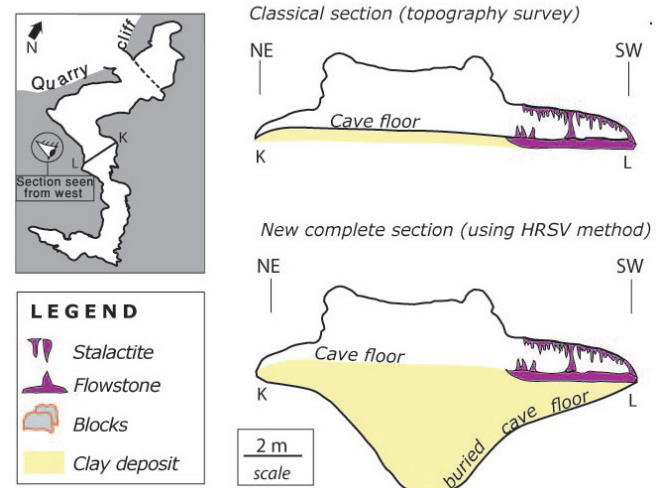 N
Quarry
cliff
K
L
Section seen
from west
LEGEND
Stalactite
Flowstone
Blocks
Clay deposit
Classical section (topography survey)
NE
SW
Cave floor
K
L
New complete section (using HRSV method)
NE
SW
Cave floor
K
L
buried cave floor
2 m
scale